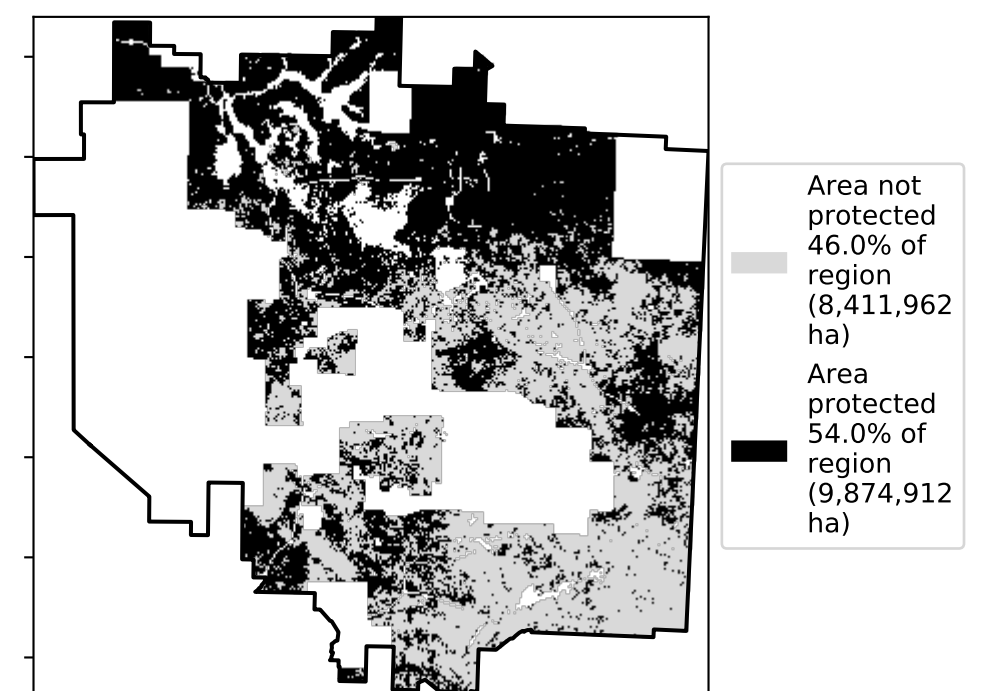 Area not
protected
46.0% of
region
(8,411,962
ha)
Area
protected
54.0% of
region
(9,874,912
ha)